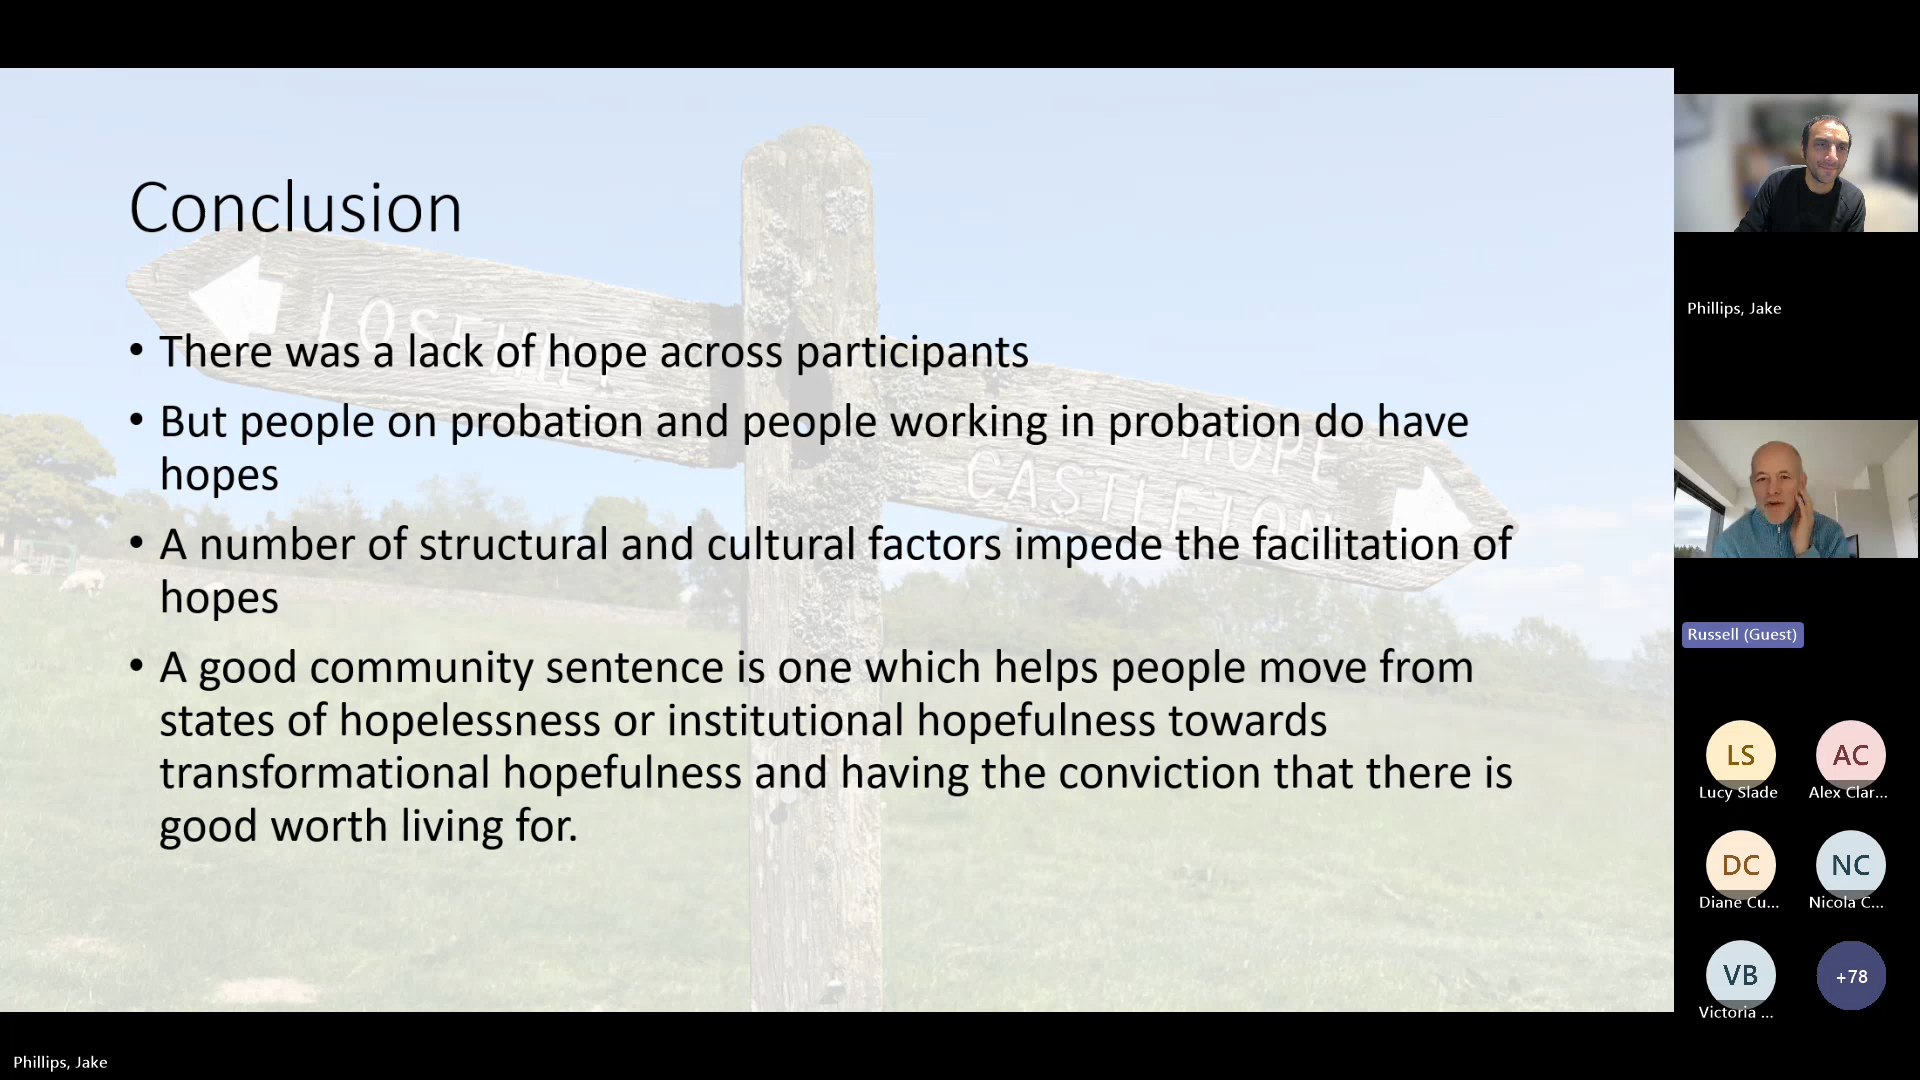 Conclusion
LOSE HILL
HOPE
CASTLETON
• There was a lack of hope across participants
• But people on probation and people working in probation do have
hopes
• A number of structural and cultural factors impede the facilitation of
hopes
• A good community sentence is one which helps people move from
states of hopelessness or institutional hopefulness towards
transformational hopefulness and having the conviction that there is
good worth living for.
Phillips, Jake
Russell (Guest)
LS
Lucy Slade
AC
Alex Clar...
DC
Diane Cu...
NC
Nicola C...
VB
Victoria ...
+78
Phillips, Jake